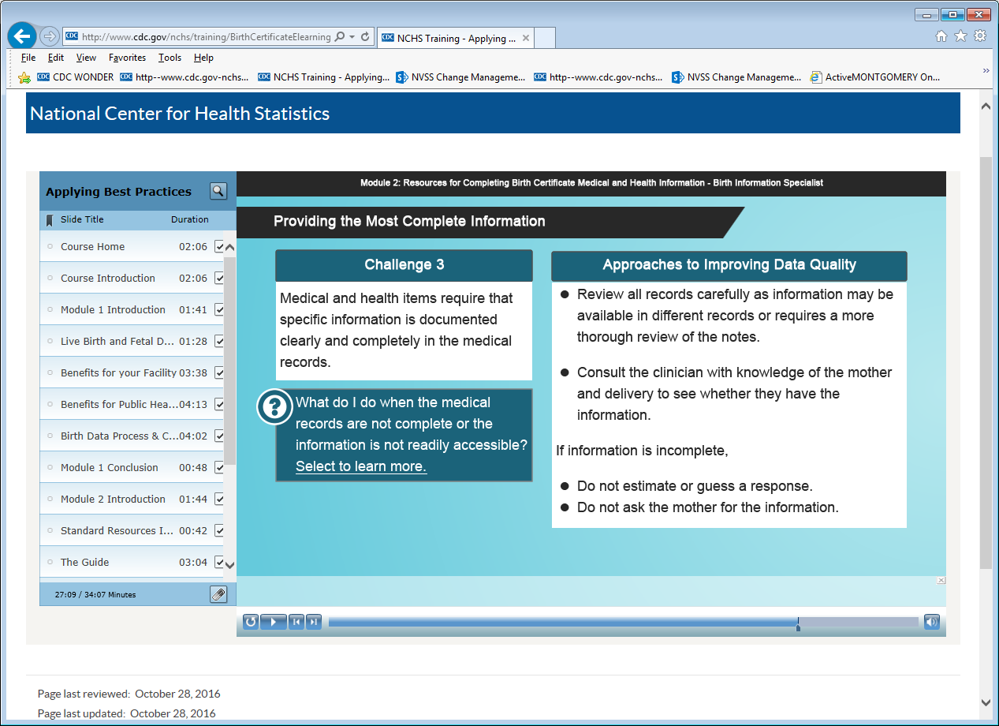 CDC http://www.cdc.gov/nchs/training/BirthCertificateElearning
CDC NCHS Training - Applying ...
File Edit View Favorites Tools Help
CDC CDC WONDER CDC http--www.cdc.gov-nchs... CDC NCHS Training - Applying... S NVSS Change Manageme... CDC http--www.cdc.gov-nchs... S NVSS Change Manageme... ActiveMONTGOMERY On... »
National Center for Health Statistics
Applying Best Practices
Slide Title Duration
Course Home 02:06
Course Introduction 02:06
Module 1 Introduction 01:41
Live Birth and Fetal D... 01:28
Benefits for your Facility 03:38
Benefits for Public Hea... 04:13
Birth Data Process & C... 04:02
Module 1 Conclusion 00:48
Module 2 Introduction 01:44
Standard Resources I... 00:42
The Guide 03:04
27:09 / 34:07 Minutes
Module 2: Resources for Completing Birth Certificate Medical and Health Information - Birth Information Specialist
Providing the Most Complete Information
Challenge 3
Medical and health items require that
specific information is documented
clearly and completely in the medical
records.
?
What do I do when the medical
records are not complete or the
information is not readily accessible?
Select to learn more.
Approaches to Improving Data Quality
● Review all records carefully as information may be
available in different records or requires a more
thorough review of the notes.
● Consult the clinician with knowledge of the mother
and delivery to see whether they have the
information.
If information is incomplete,
● Do not estimate or guess a response.
● Do not ask the mother for the information.
Page last reviewed: October 28, 2016
Page last updated: October 28, 2016